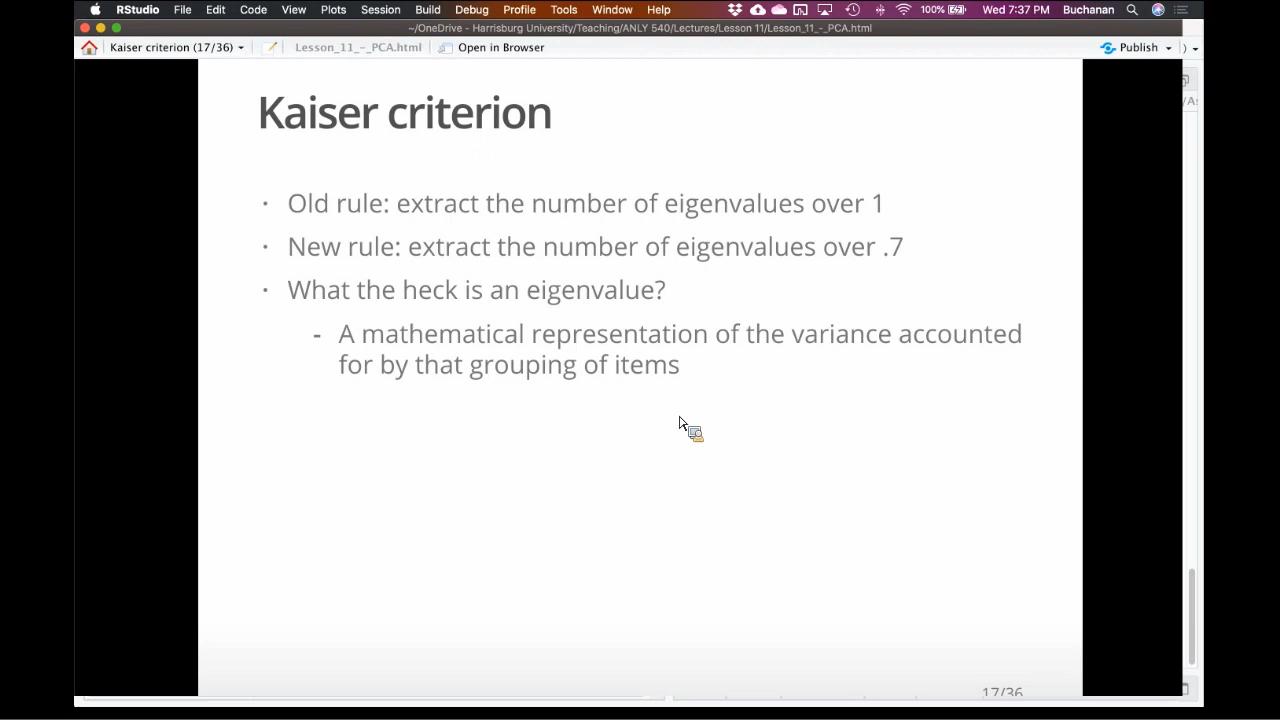 RStudio File Edit Code View Plots Session Build Debug Profile Tools Window Help 100% Wed 7:37 PM Buchanan
~/OneDrive - Harrisburg University/Teaching/ANLY 540/Lectures/Lesson 11/Lesson_11_-_PCA.html
Kaiser criterion (17/36) Lesson_11_-_PCA.html Open in Browser Publish
Kaiser criterion
· Old rule: extract the number of eigenvalues over 1
· New rule: extract the number of eigenvalues over .7
· What the heck is an eigenvalue?
- A mathematical representation of the variance accounted
for by that grouping of items
17/36